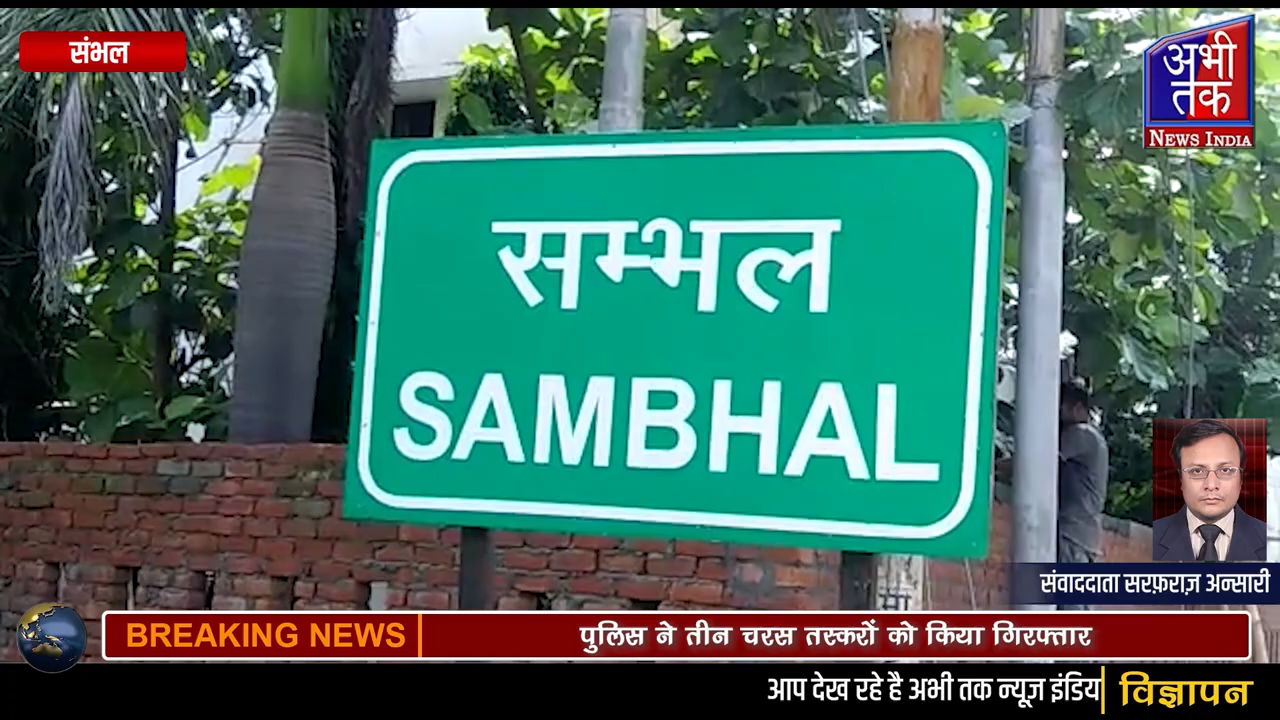 संभल
अभी
तक
NEWS INDIA
सम्भल
SAMBHAL
संवाददाता सरफ़राज़ अन्सारी
BREAKING NEWS
पुलिस ने तीन चरस तस्करों को किया गिरफ्तार
आप देख रहे है अभी तक न्यूज़ इंडिय
विज्ञापन